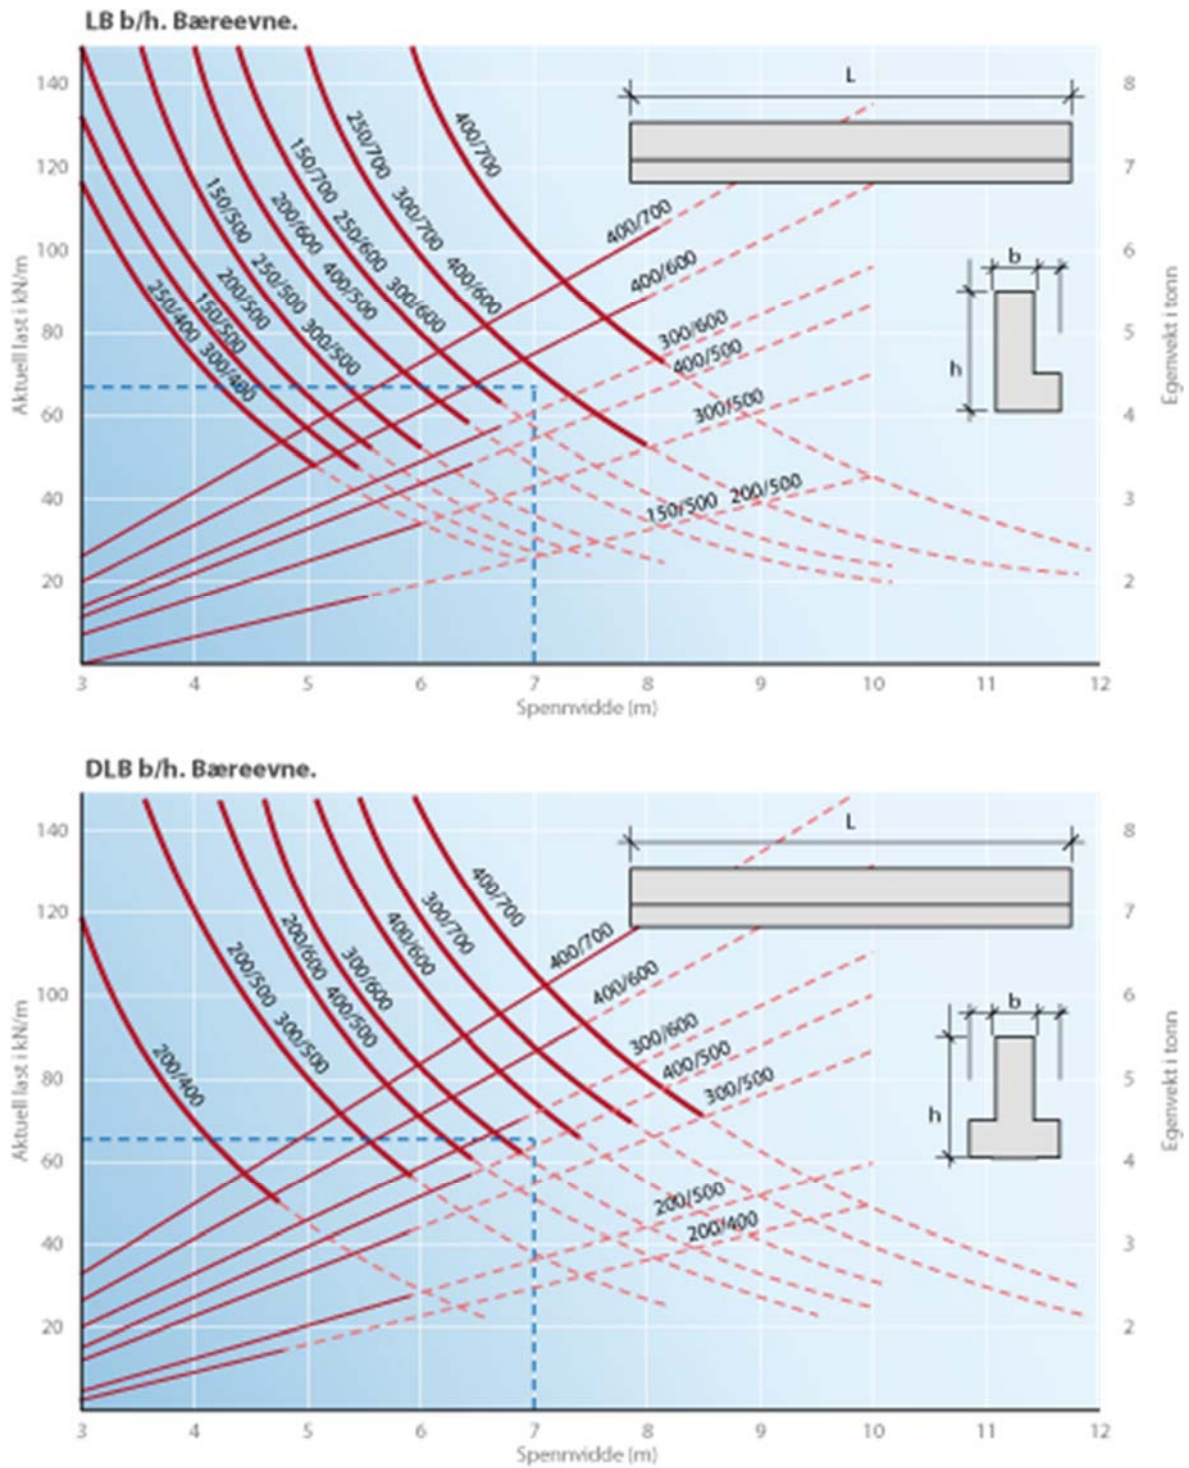 LB b/h. Bæreevne.
Aktuell last i kN/m
140
120
100
80
60
40
20
8
7
6
5
4
3
2
Egenvekt i tonn
L
b
h
250/400 300/400
150/500
200/500
150/500 250/500 300/500
200/600 400/500
150/700 250/600 300/600
250/700 300/700 400/600
400/700
400/700
400/600
300/600
400/500
300/500
150/500 200/500
3 4 5 6 7 8 9 10 11 12
Spennvidde (m)
DLB b/h. Bæreevne.
Aktuell last i kN/m
140
120
100
80
60
40
20
8
7
6
5
4
3
2
Egenvekt i tonn
L
b
h
200/400
200/500 300/500
200/600 400/500
300/600
400/600
300/700
400/700
400/700
400/600
300/600
400/500
300/500
200/500
200/400
3 4 5 6 7 8 9 10 11 12
Spennvidde (m)